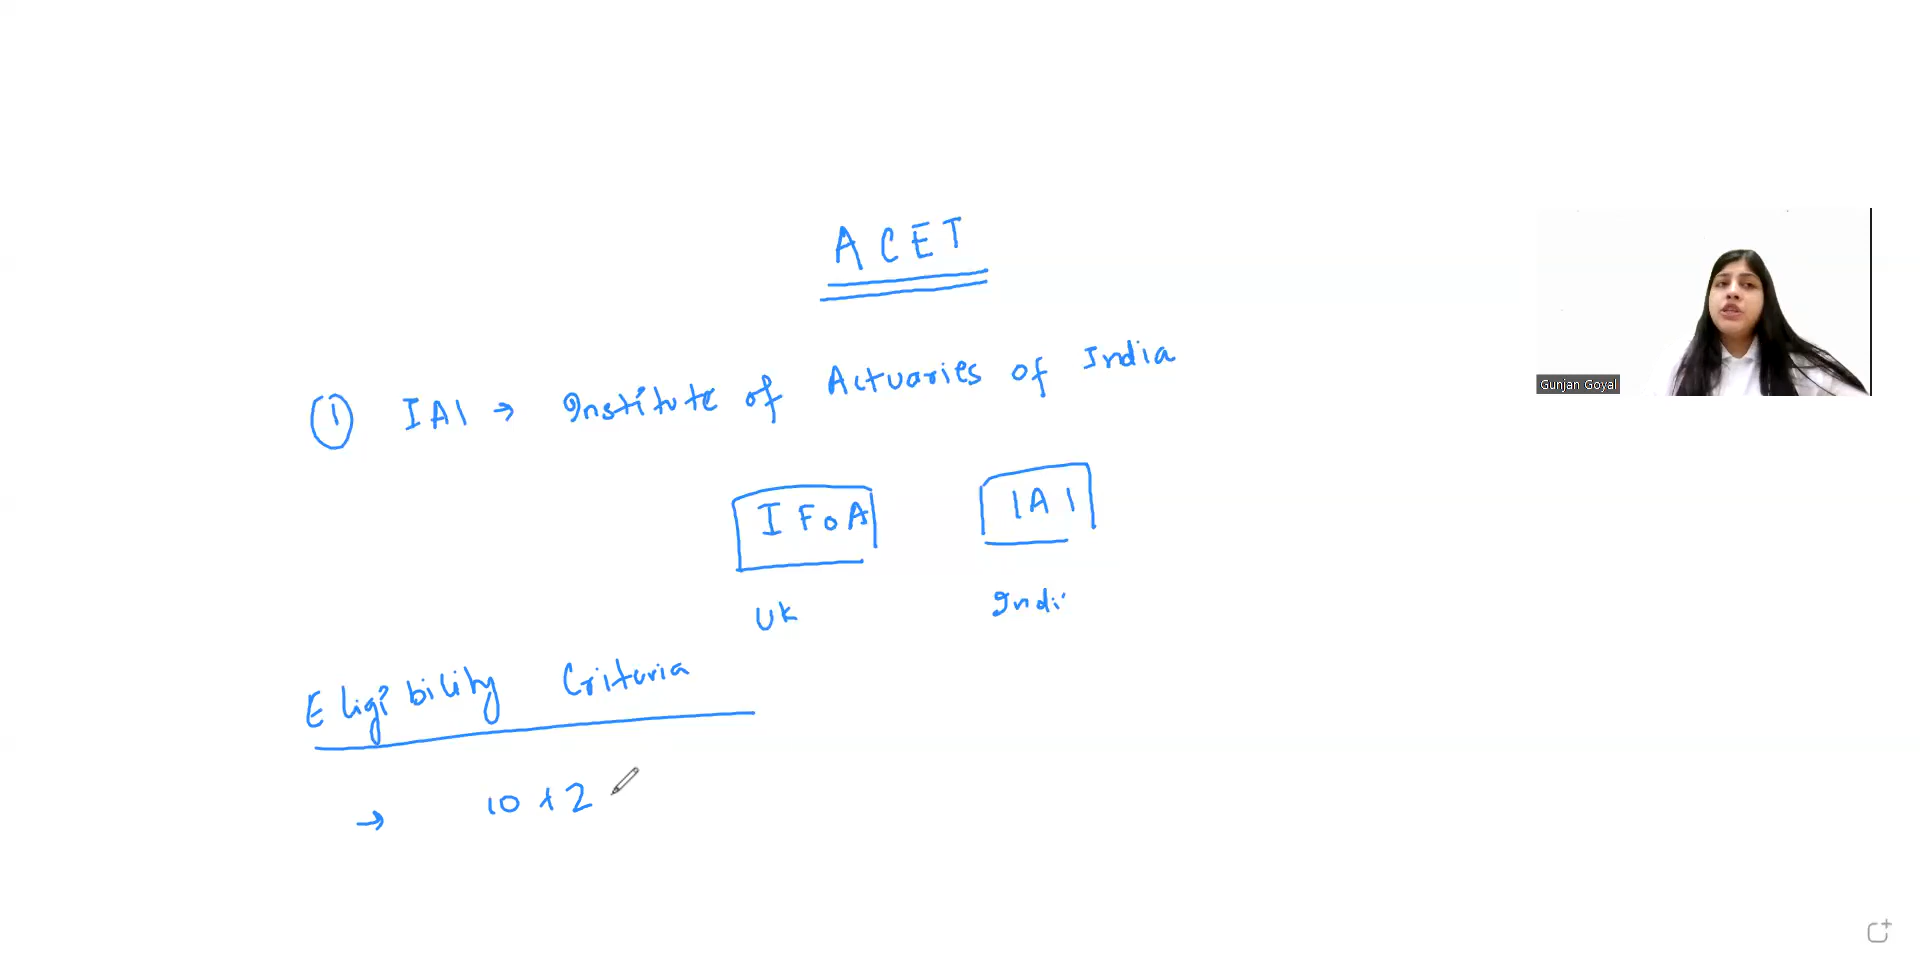 ACET
① IAI → Institute of Actuaries of India
IFoA IAI
UK Indi
Gunjan Goyal
Eligibility Criteria
→ 10+2